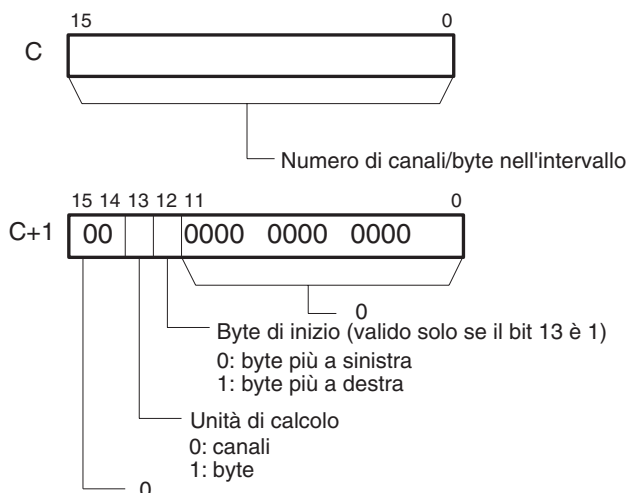 15 0
C
Numero di canali/byte nell'intervallo
15 14 13 12 11 0
C+1 00 0000 0000 0000
0
Byte di inizio (valido solo se il bit 13 è 1)
0: byte più a sinistra
1: byte più a destra
Unità di calcolo
0: canali
1: byte
0